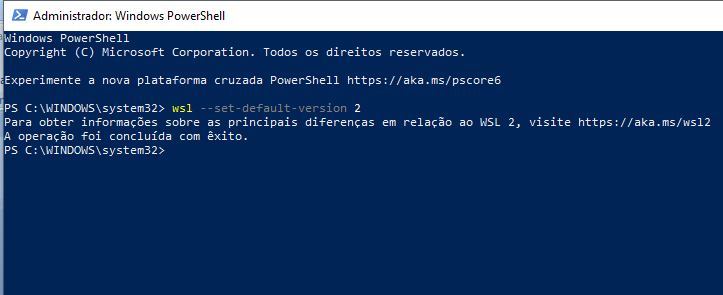 Administrador: Windows PowerShell
Windows PowerShell
Copyright (C) Microsoft Corporation. Todos os direitos reservados.
Experimente a nova plataforma cruzada PowerShell https://aka.ms/pscore6
PS C:\WINDOWS\system32> wsl --set-default-version 2
Para obter informações sobre as principais diferenças em relação ao WSL 2, visite https://aka.ms/wsl2
A operação foi concluída com êxito.
PS C:\WINDOWS\system32>